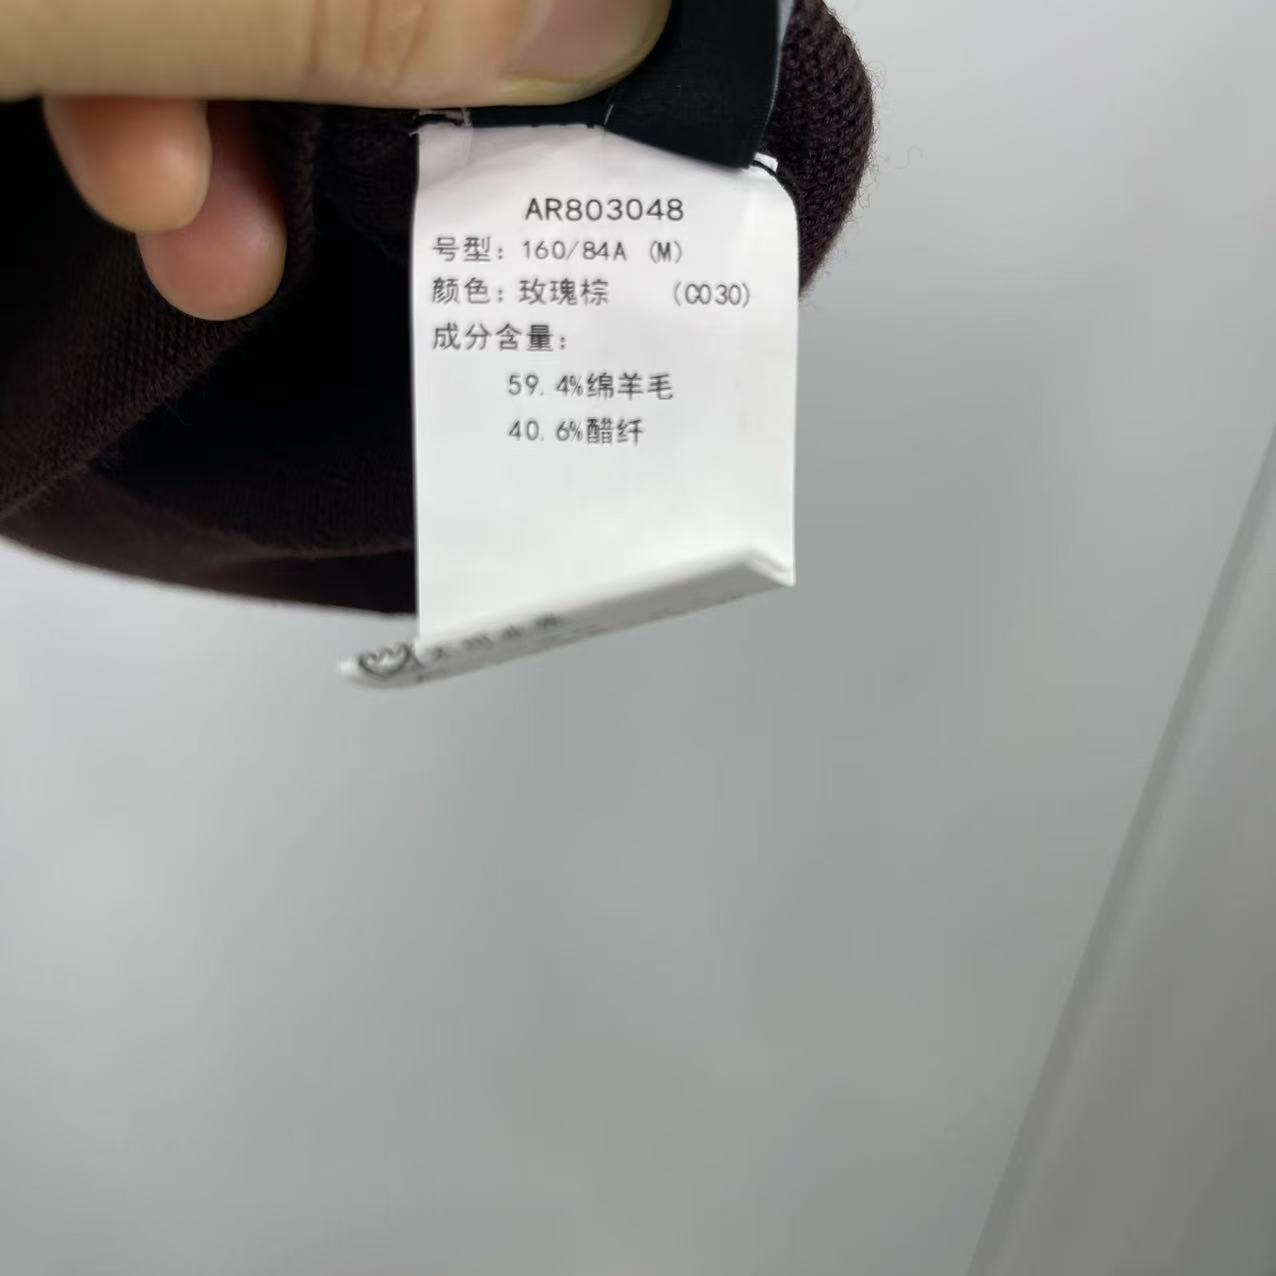 AR803048
号型：160/84A (M)
颜色：玫瑰棕 (C030)
成分含量：
59.4%绵羊毛
40.6%醋纤